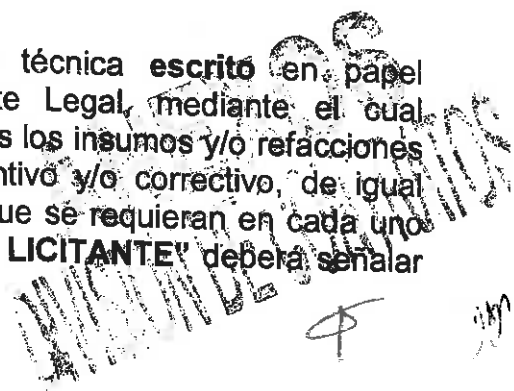 técnica escrito en papel
te Legal, mediante el cual
s los insumos y/o refacciones
ntivo y/o correctivo, de igual
que se requieran en cada uno
LICITANTE" deberá señalar